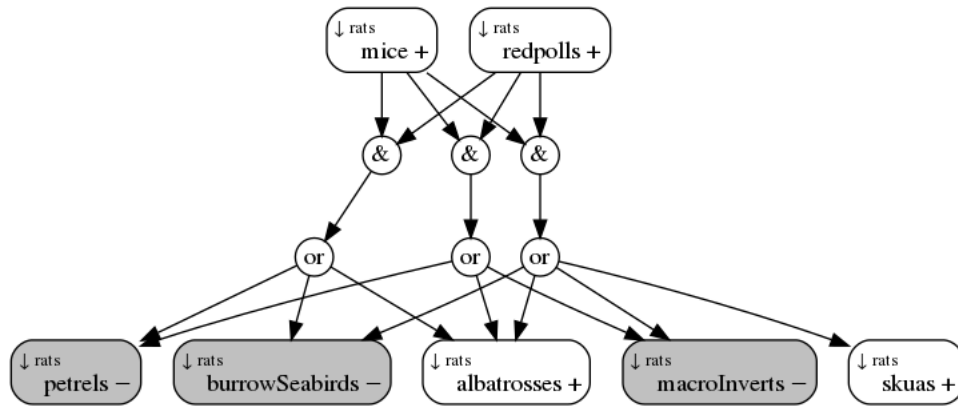 ↓ rats
mice +
↓ rats
redpolls +
&
&
&
or
or
or
↓ rats
petrels −
↓ rats
burrowSeabirds −
↓ rats
albatrosses +
↓ rats
macroInverts −
↓ rats
skuas +